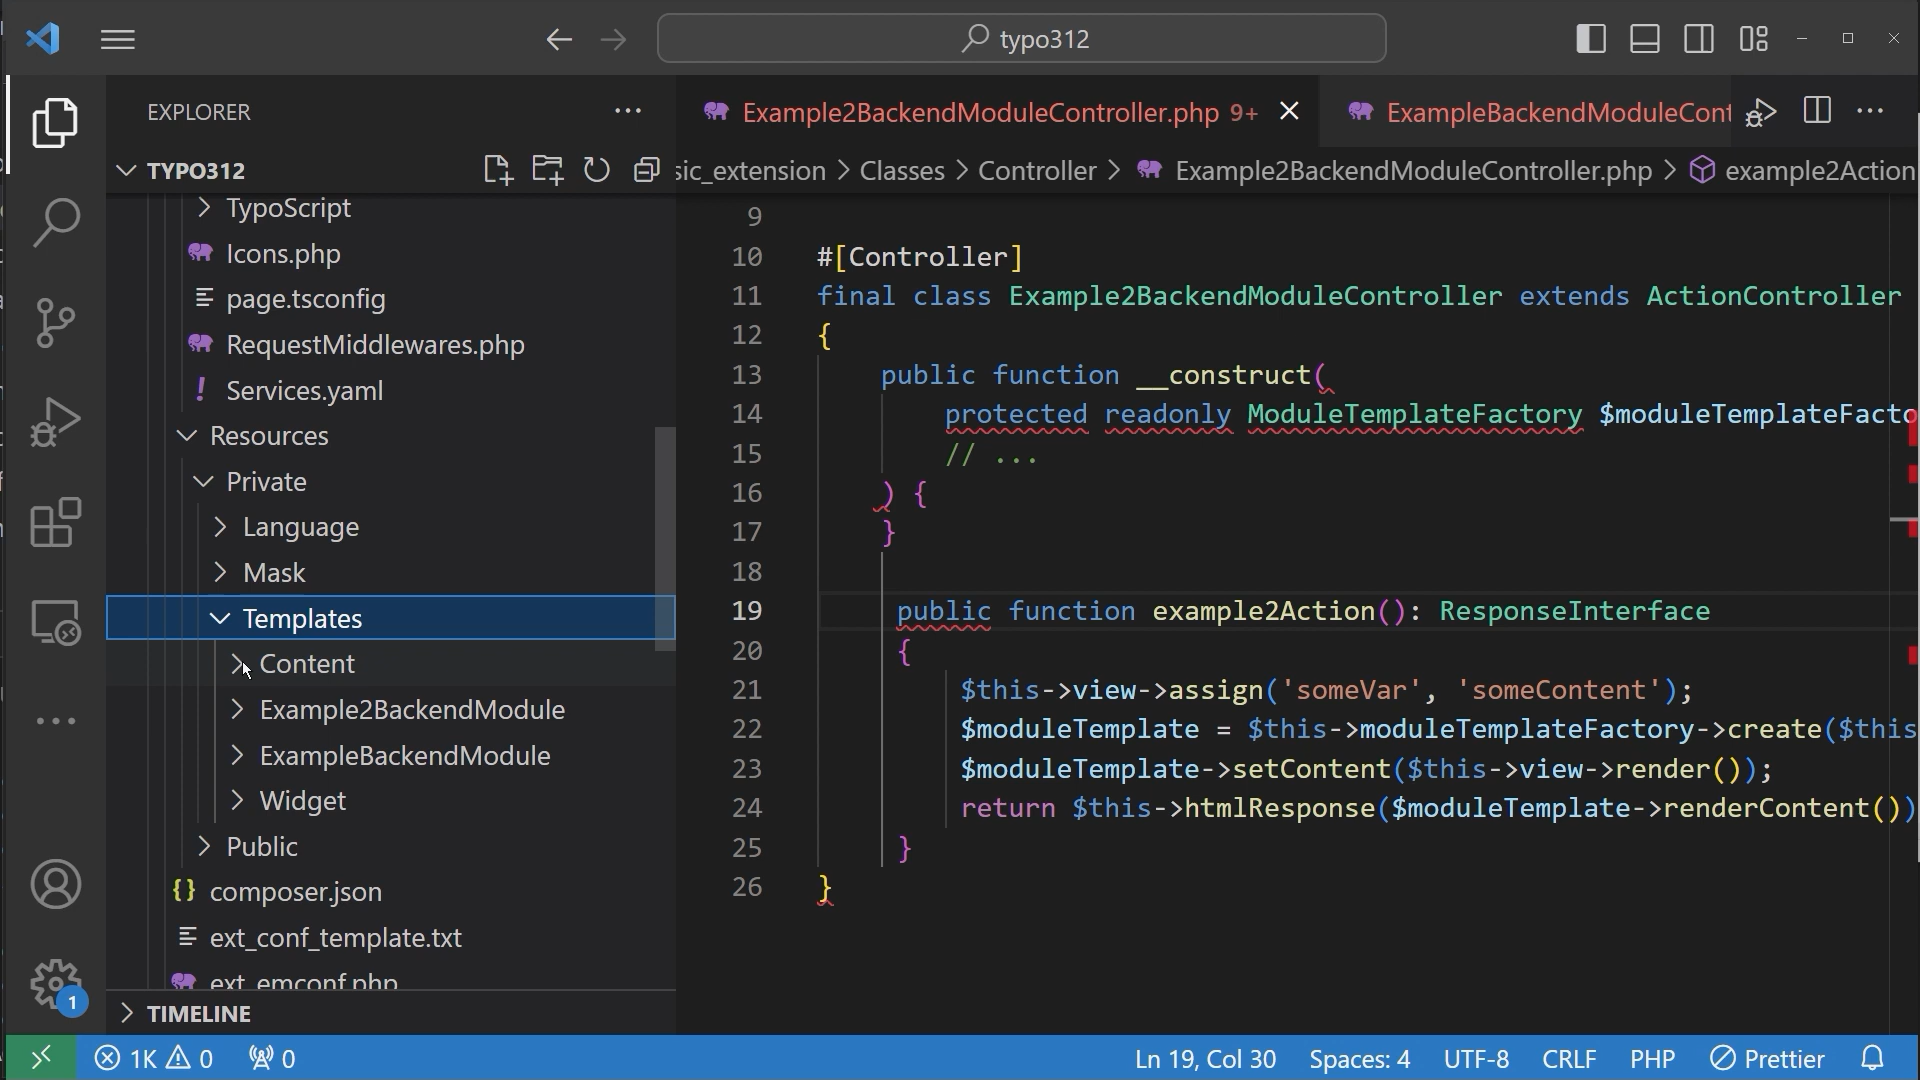 typo312
EXPLORER
TYPO312
TypoScript
Icons.php
page.tsconfig
RequestMiddlewares.php
! Services.yaml
Resources
Private
Language
Mask
Templates
Content
Example2BackendModule
ExampleBackendModule
Widget
Public
{} composer.json
ext_conf_template.txt
ext_emconf.php
TIMELINE
Example2BackendModuleController.php 9+
ExampleBackendModuleCont
sic_extension > Classes > Controller > Example2BackendModuleController.php > example2Action
9
10 #[Controller]
11 final class Example2BackendModuleController extends ActionController
12 {
13 public function __construct(
14 protected readonly ModuleTemplateFactory $moduleTemplateFacto
15 // ...
16 ) {
17 }
18
19 public function example2Action(): ResponseInterface
20 {
21 $this->view->assign('someVar', 'someContent');
22 $moduleTemplate = $this->moduleTemplateFactory->create($this
23 $moduleTemplate->setContent($this->view->render());
24 return $this->htmlResponse($moduleTemplate->renderContent())
25 }
26 }
1
1K 0 0
Ln 19, Col 30 Spaces: 4 UTF-8 CRLF PHP Prettier